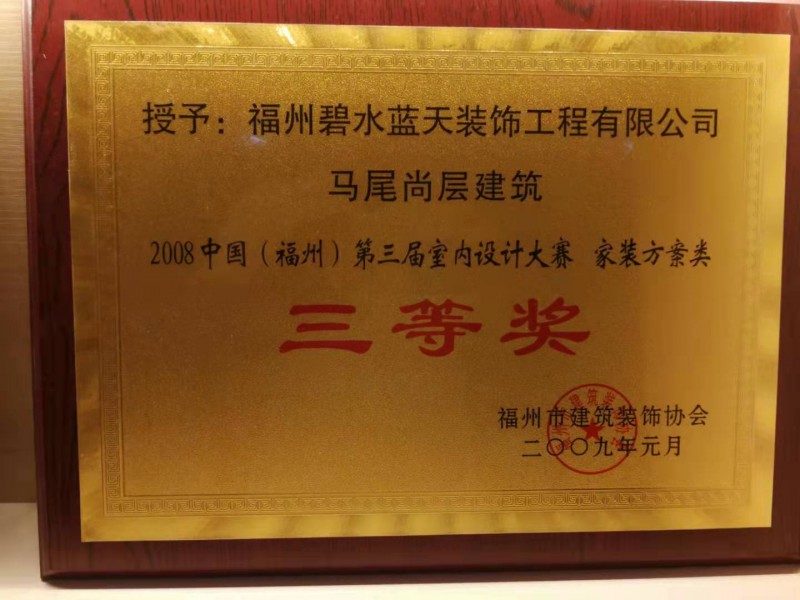 授予：福州碧水蓝天装饰工程有限公司
马尾尚层建筑
2008中国（福州）第三届室内设计大赛 家装方案类
三等奖
福州市建筑装饰协会
二〇〇九年元月